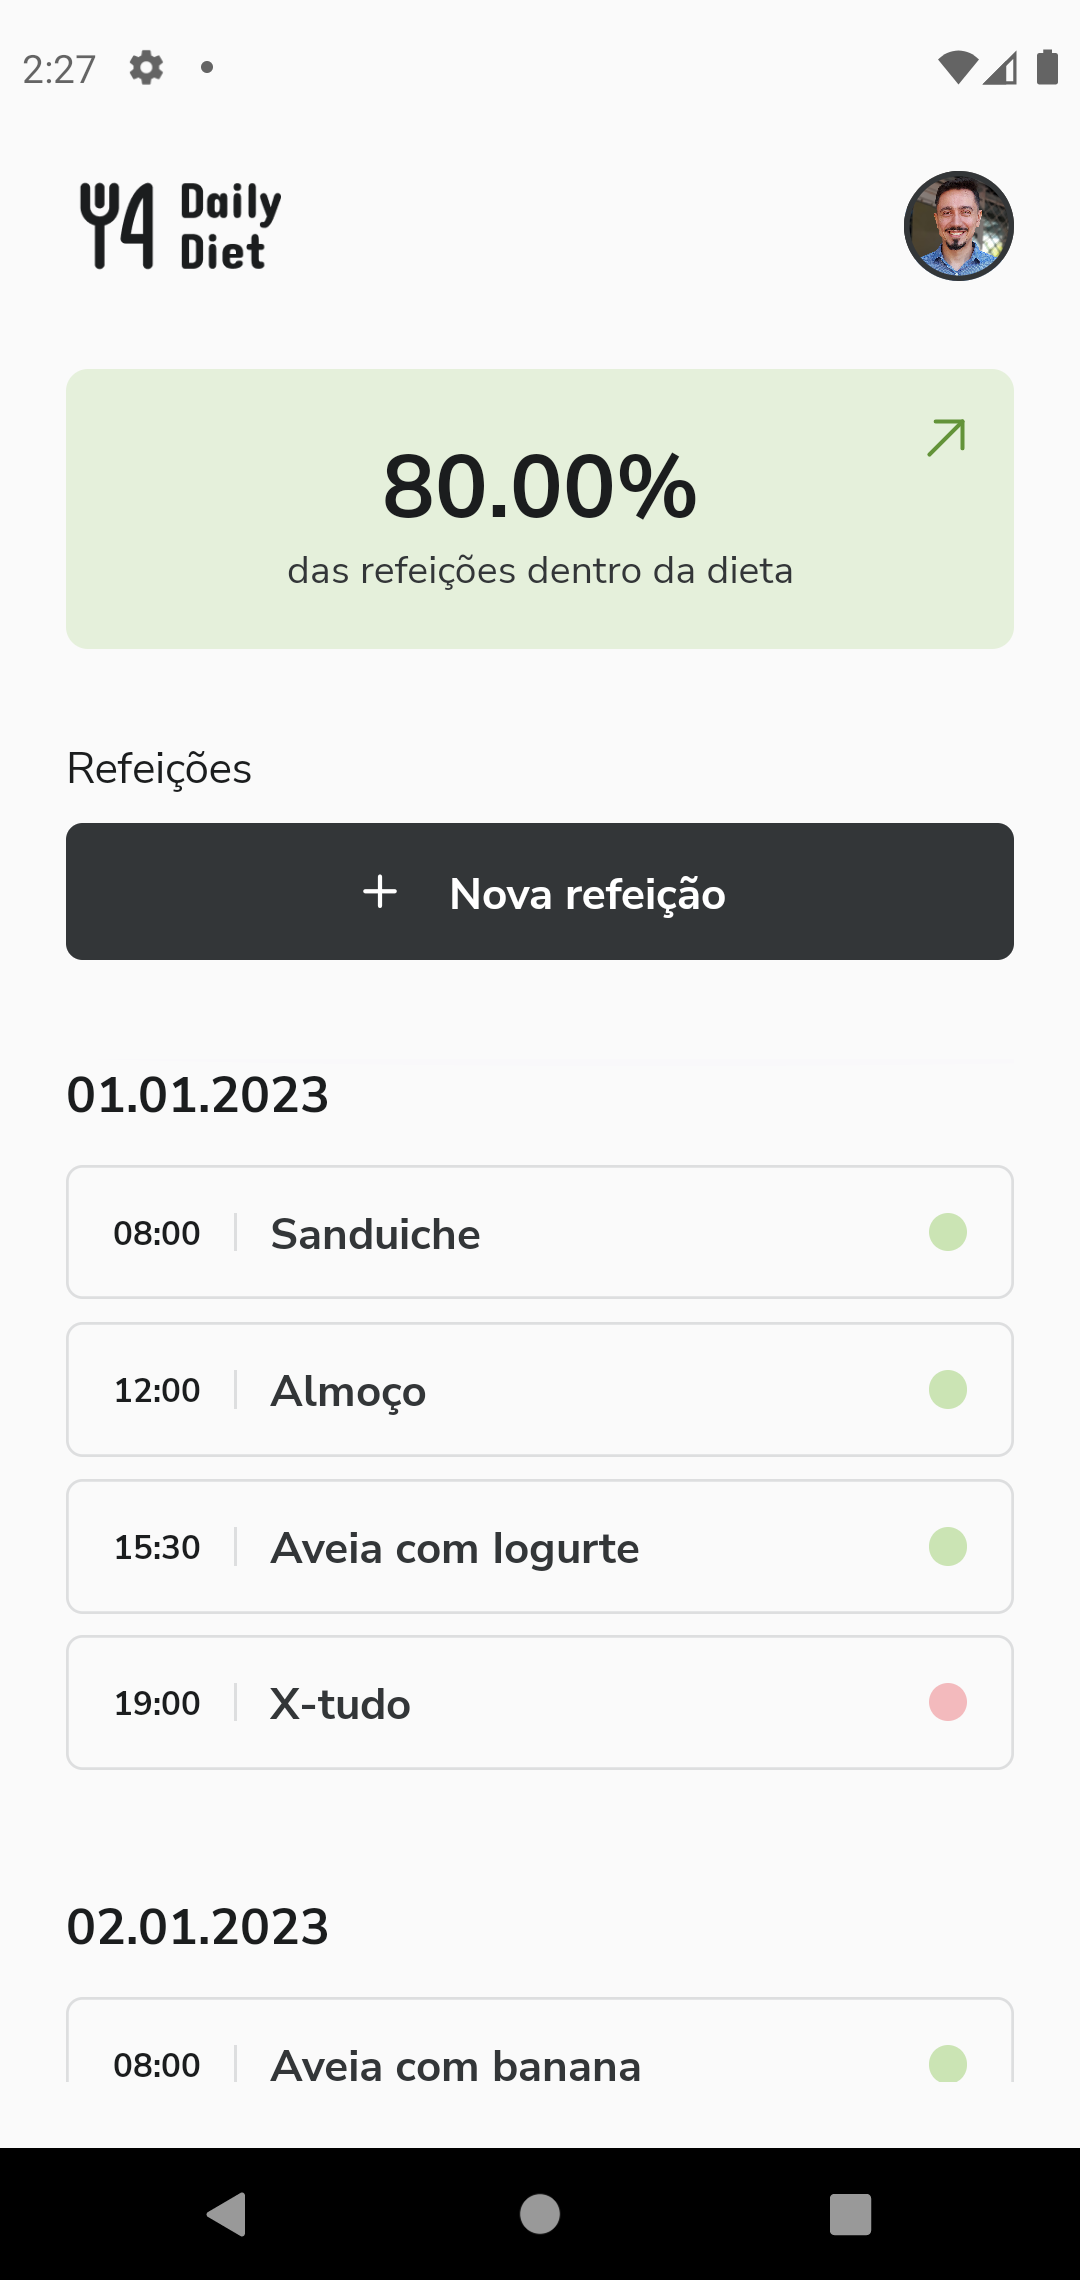 2:27
Daily
Diet
80.00%
das refeições dentro da dieta
Refeições
+ Nova refeição
01.01.2023
08:00 Sanduiche
12:00 Almoço
15:30 Aveia com Iogurte
19:00 X-tudo
02.01.2023
08:00 Aveia com banana